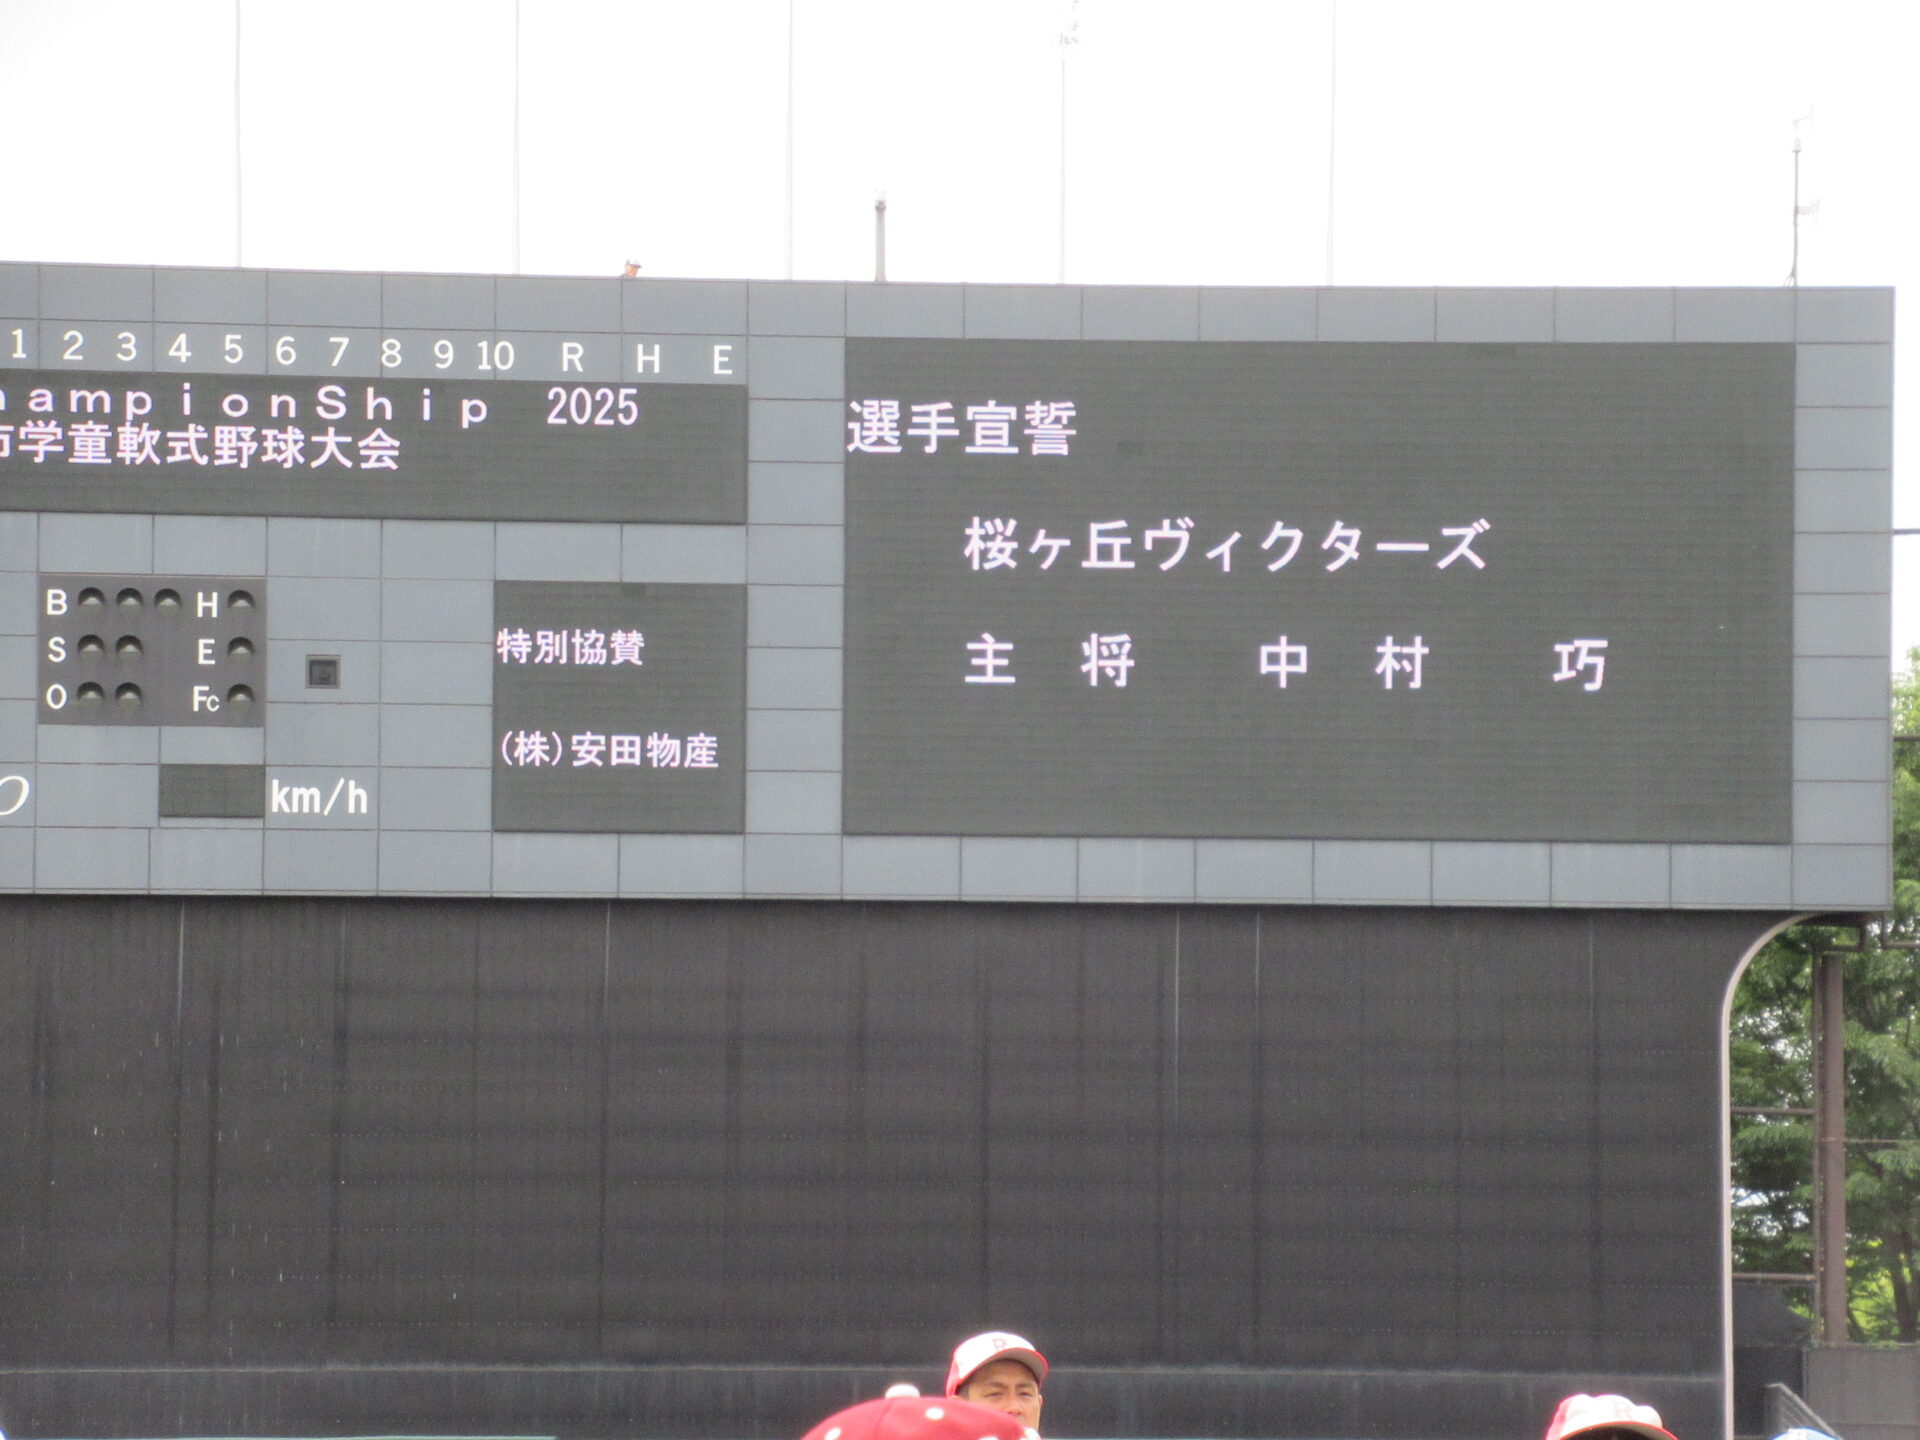 1 2 3 4 5 6 7 8 9 10 R H E
hampionShip 2025
市学童軟式野球大会
B H
S E
O Fc
km/h
特別協賛
(株)安田物産
選手宣誓
桜ヶ丘ヴィクターズ
主将 中村 巧